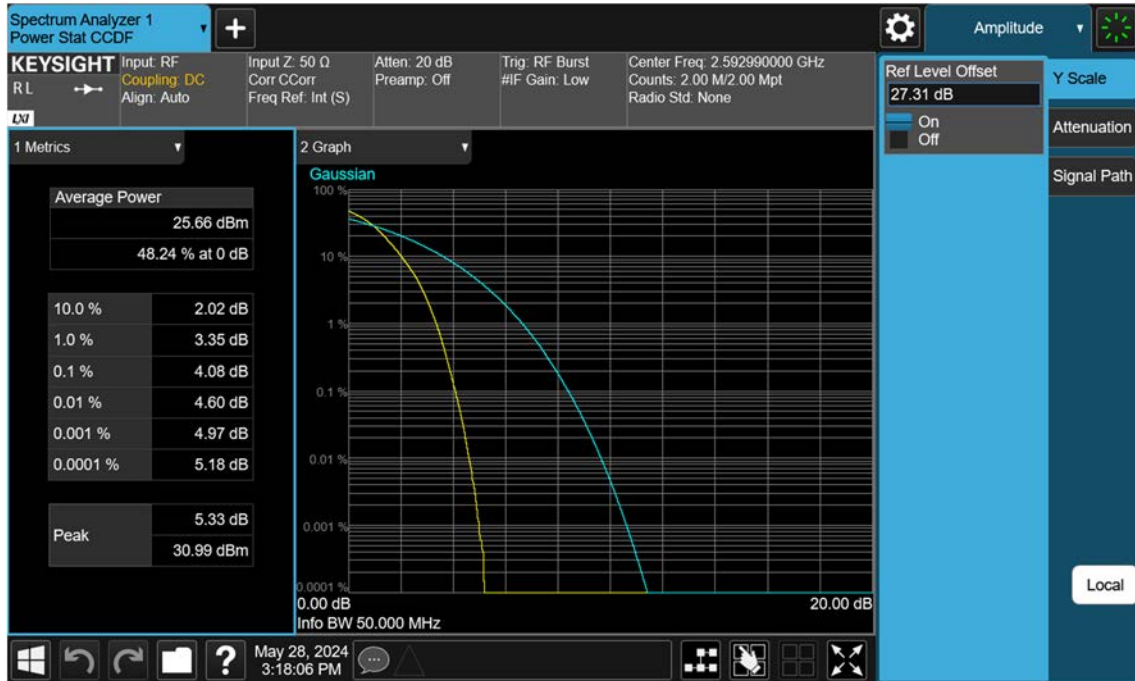 Spectrum Analyzer 1
Power Stat CCDF
Amplitude
KEYSIGHT
R L
LXI
Input: RF
Coupling: DC
Align: Auto
Input Z: 50 Ω
Corr CCorr
Freq Ref: Int (S)
Atten: 20 dB
Preamp: Off
Trig: RF Burst
#IF Gain: Low
Center Freq: 2.592990000 GHz
Counts: 2.00 M/2.00 Mpt
Radio Std: None
Ref Level Offset
27.31 dB
On
Off
Y Scale
Attenuation
Signal Path
1 Metrics
Average Power
25.66 dBm
48.24 % at 0 dB
10.0 % 2.02 dB
1.0 % 3.35 dB
0.1 % 4.08 dB
0.01 % 4.60 dB
0.001 % 4.97 dB
0.0001 % 5.18 dB
Peak
5.33 dB
30.99 dBm
2 Graph
Gaussian
100 %
10 %
1 %
0.1 %
0.01 %
0.001 %
0.0001 %
0.00 dB 20.00 dB
Info BW 50.000 MHz
Local
?
May 28, 2024
3:18:06 PM